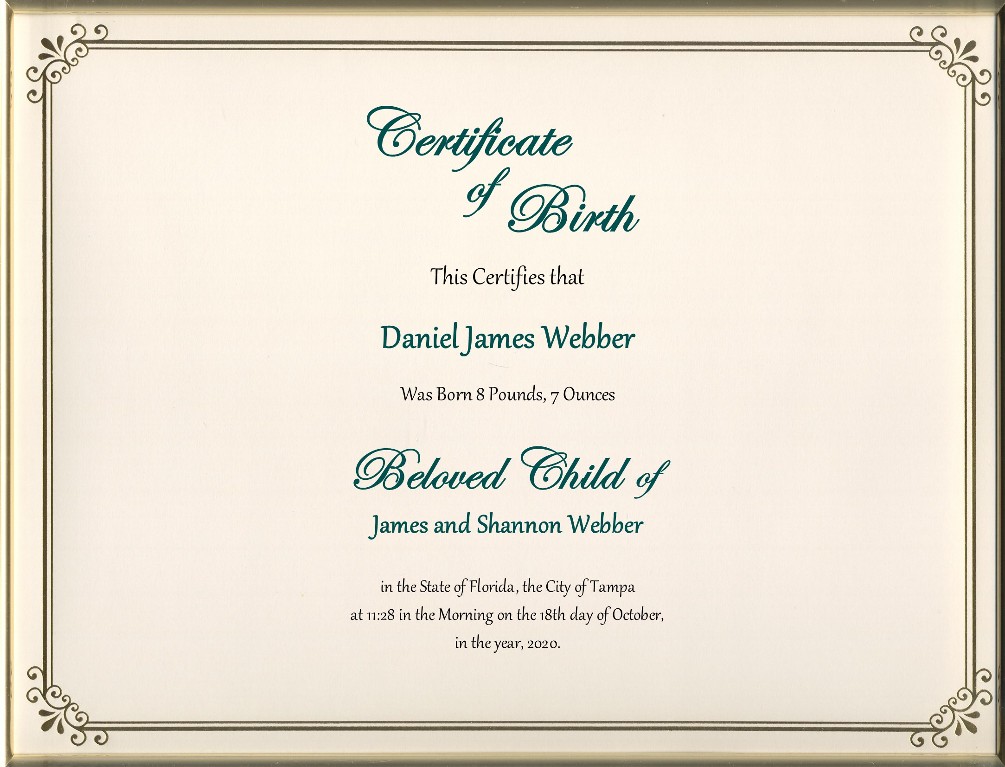 Certificate
of
Birth
This Certifies that
Daniel James Webber
Was Born 8 Pounds, 7 Ounces
Beloved Child of
James and Shannon Webber
in the State of Florida, the City of Tampa
at 11:28 in the Morning on the 18th day of October,
in the year, 2020.